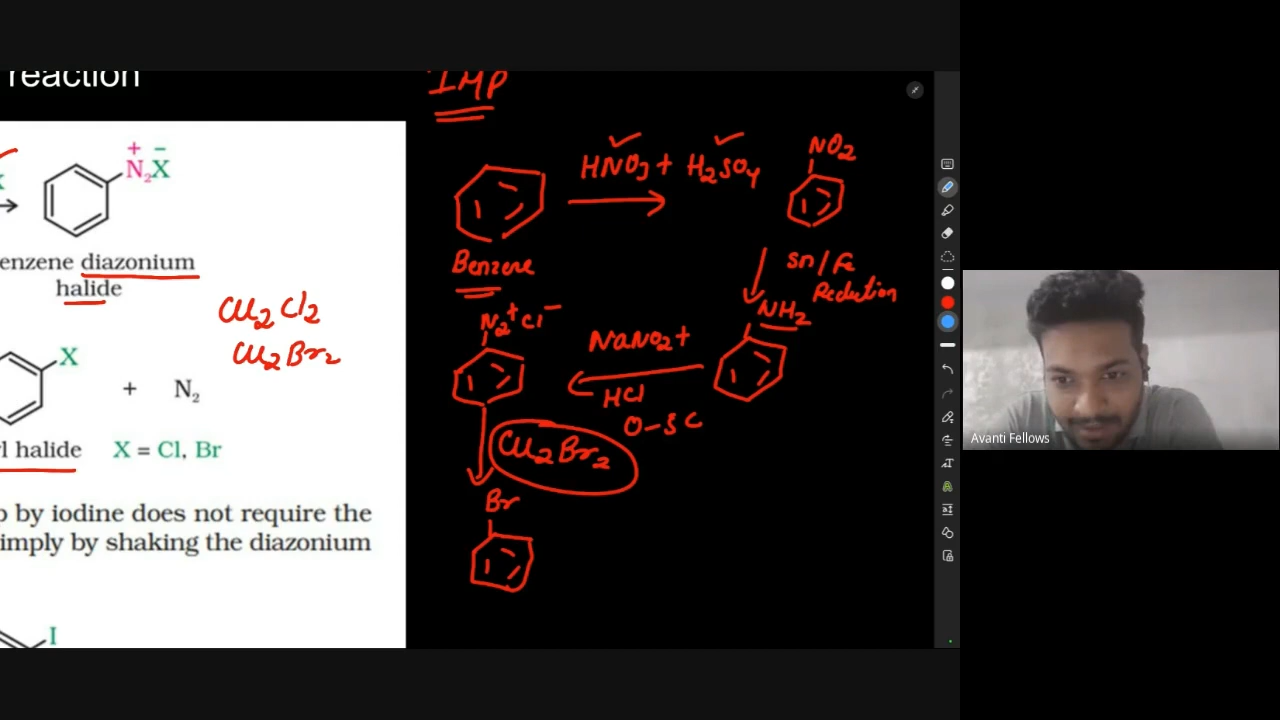 reaction
+ −
N2X
→
enzene diazonium
halide
Cu2Cl2
Cu2Br2
X
+ N2
l halide X = Cl, Br
by iodine does not require the
imply by shaking the diazonium
I
IMP
Benzene
HNO3 + H2SO4
NO2
Sn/Fe
Reduction
NH2
NaNO2+
HCl
0-5 C
N2+Cl−
Cu2Br2
Br
Avanti Fellows